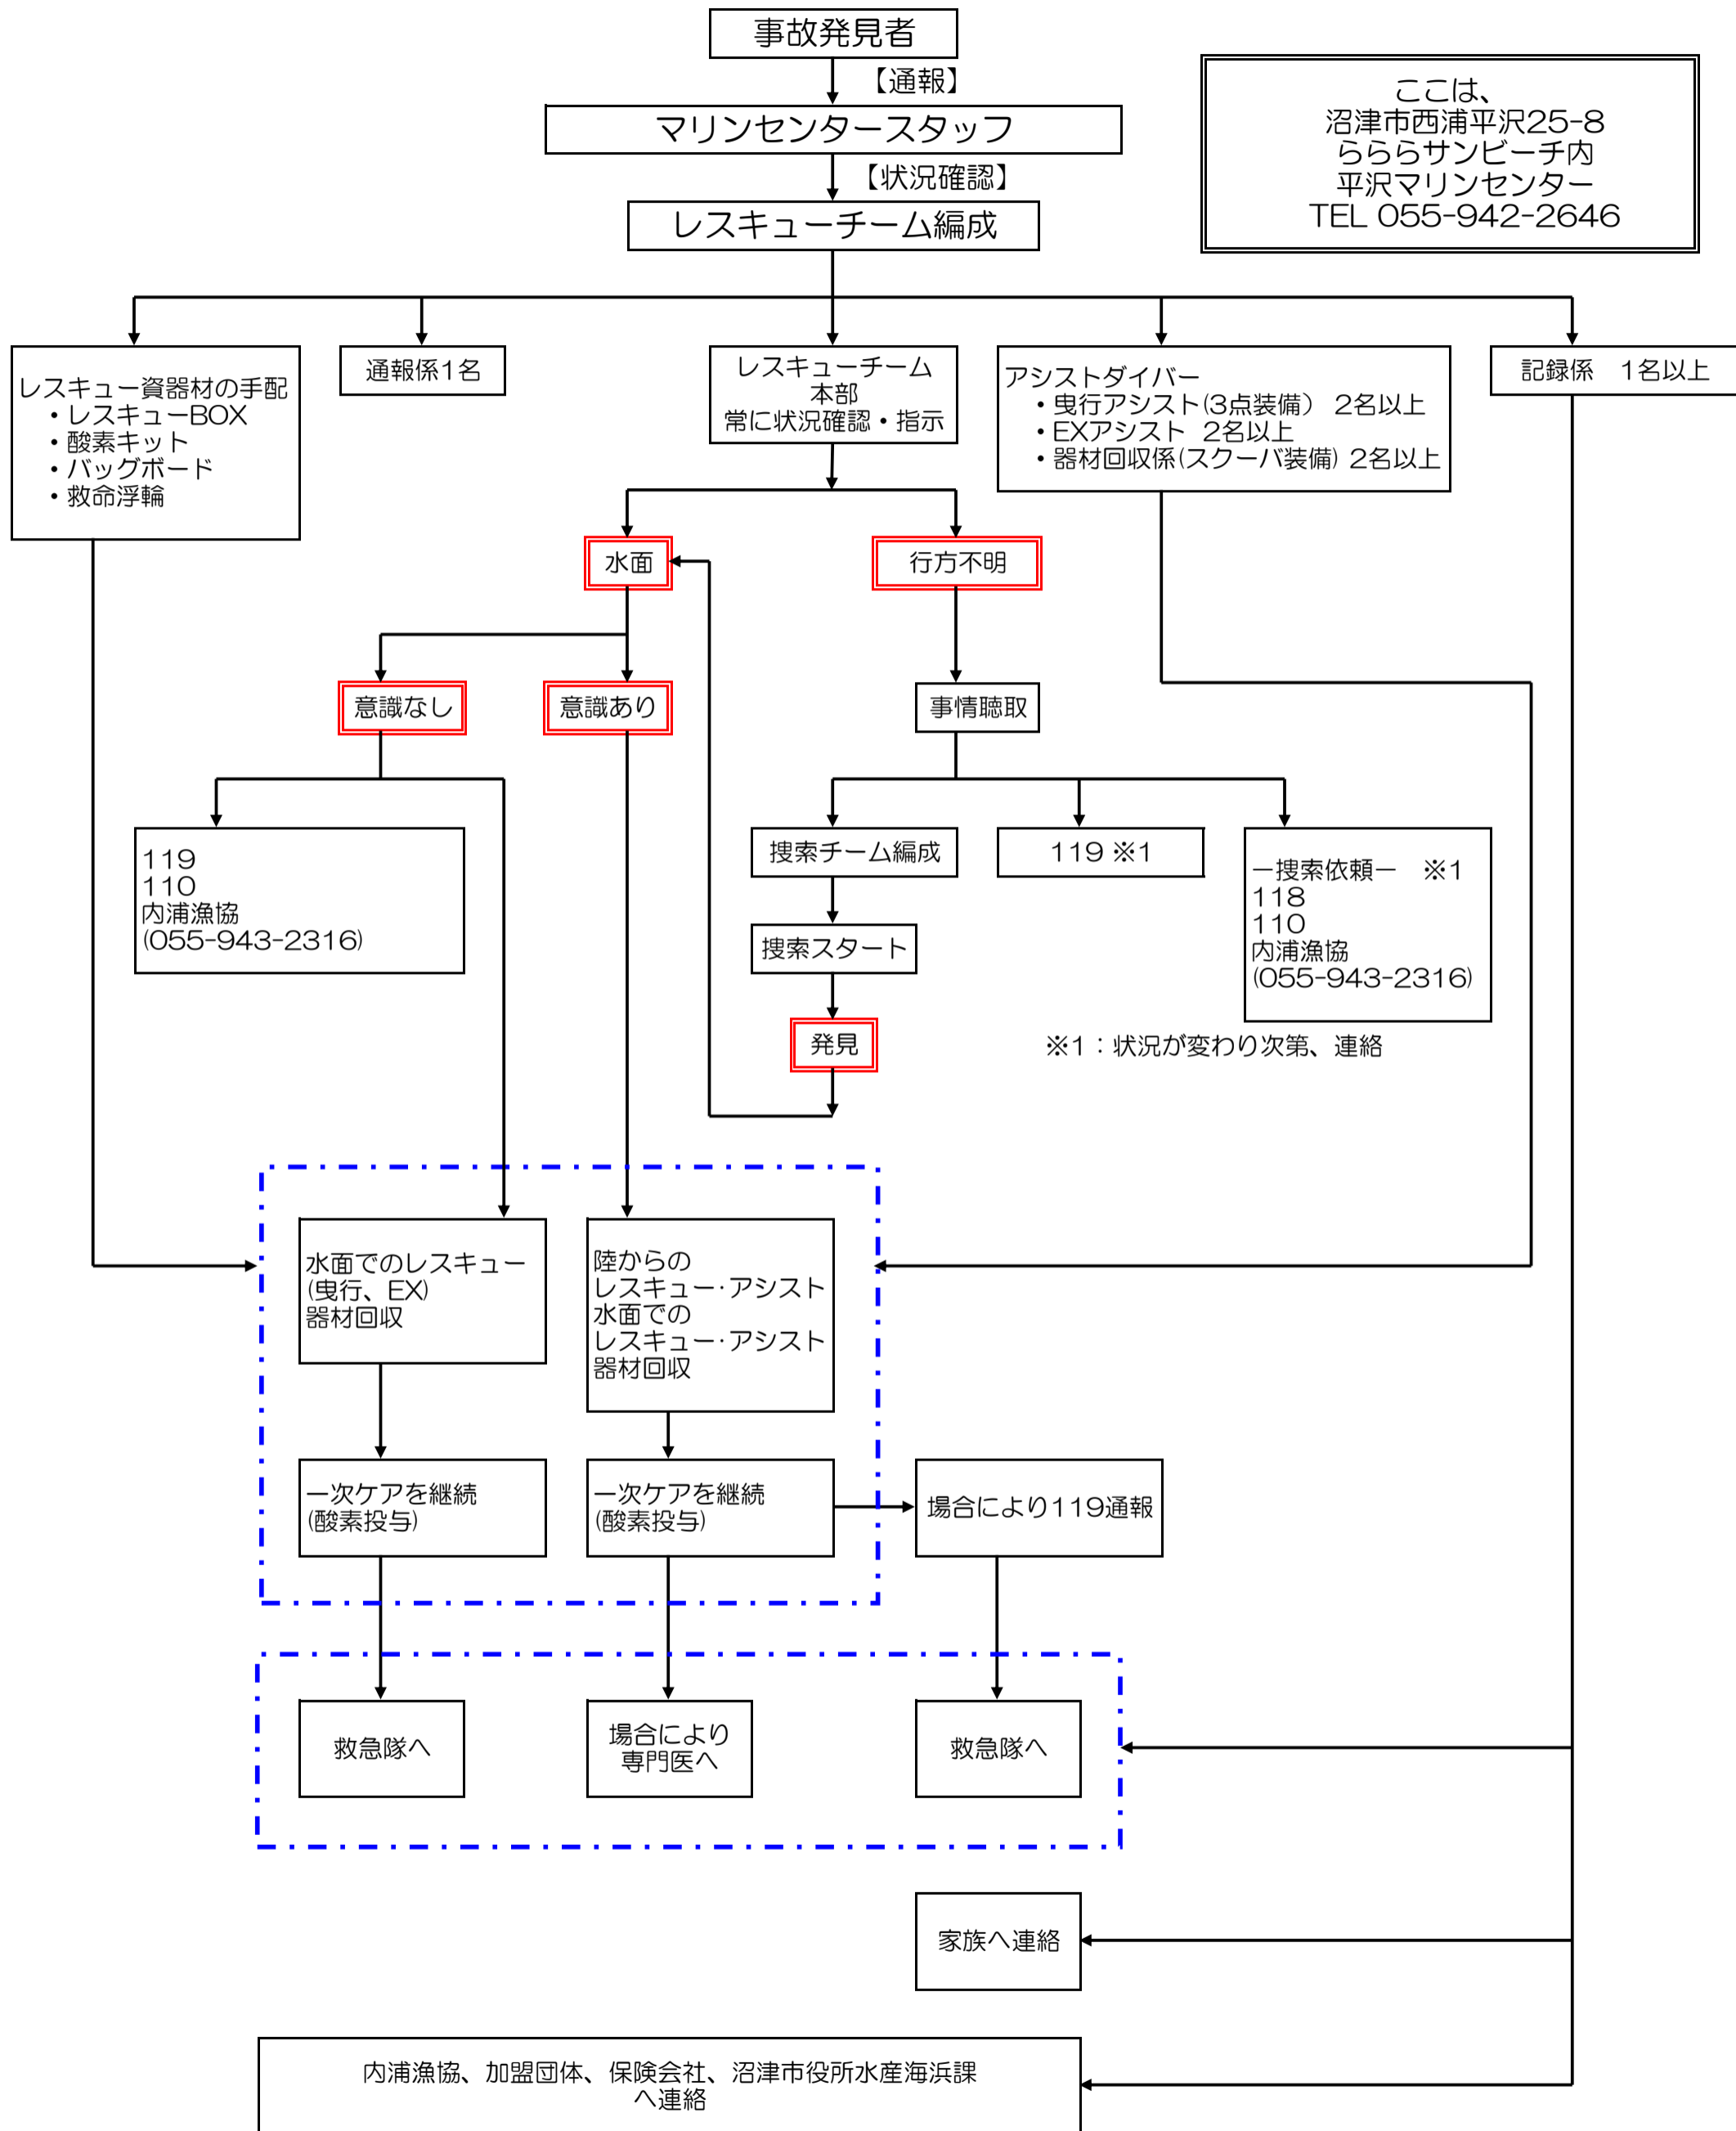 事故発見者
【通報】
マリンセンタースタッフ
【状況確認】
レスキューチーム編成
ここは、
沼津市西浦平沢25-8
らららサンビーチ内
平沢マリンセンター
TEL 055-942-2646
レスキュー資器材の手配
・レスキューBOX
・酸素キット
・バッグボード
・救命浮輪
通報係1名
レスキューチーム
本部
常に状況確認・指示
アシストダイバー
・曳行アシスト(3点装備） 2名以上
・EXアシスト 2名以上
・器材回収係(スクーバ装備) 2名以上
記録係 1名以上
水面
行方不明
意識なし
意識あり
事情聴取
119
110
内浦漁協
(055-943-2316)
捜索チーム編成
119 ※1
―捜索依頼― ※1
118
110
内浦漁協
(055-943-2316)
捜索スタート
発見
※1：状況が変わり次第、連絡
水面でのレスキュー
(曳行、EX)
器材回収
陸からの
レスキュー・アシスト
水面での
レスキュー・アシスト
器材回収
一次ケアを継続
(酸素投与)
一次ケアを継続
(酸素投与)
場合により119通報
救急隊へ
場合により
専門医へ
救急隊へ
家族へ連絡
内浦漁協、加盟団体、保険会社、沼津市役所水産海浜課
へ連絡